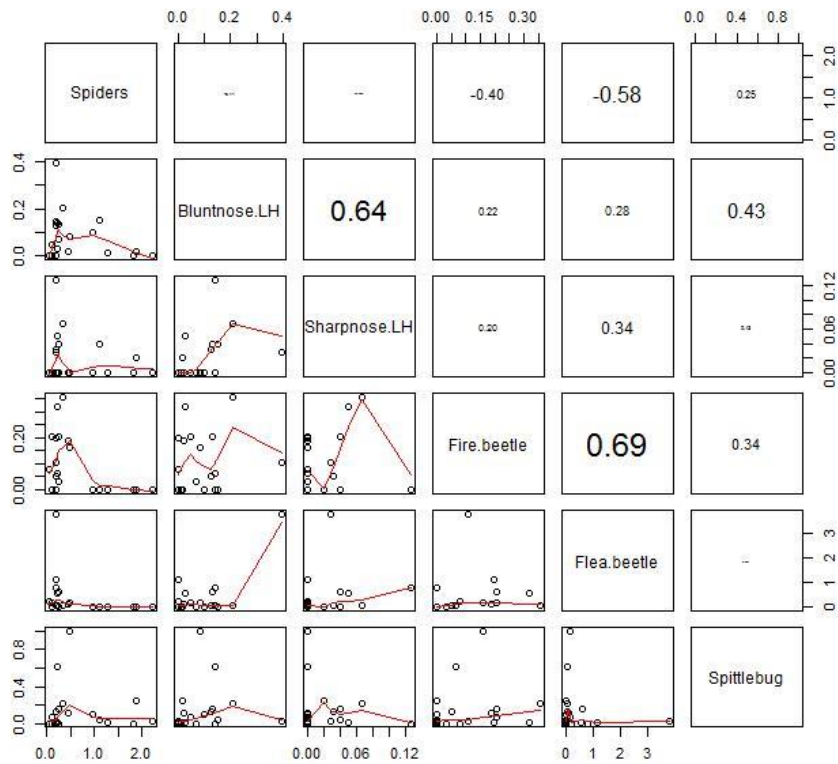 0.0 0.2 0.4 0.00 0.15 0.30 0.0 0.4 0.8
Spiders -0.40 -0.58 0.25 0.0 1.0 2.0
0.0 0.2 0.4 Bluntnose.LH 0.64 0.22 0.28 0.43
Sharpnose.LH 0.20 0.34 0.00 0.06 0.12
0.00 0.20 Fire.beetle 0.69 0.34
Flea.beetle 0 1 2 3
0.0 0.4 0.8 Spittlebug
0.0 1.0 2.0 0.00 0.06 0.12 0 1 2 3